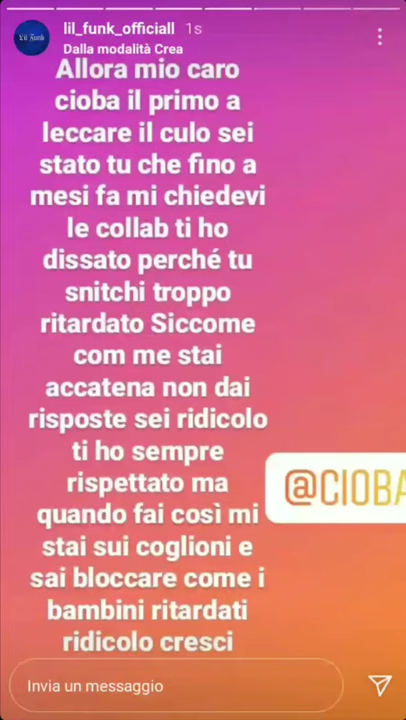 Lil Funk
lil_funk_officiall 1s
Dalla modalità Crea
Allora mio caro
cioba il primo a
leccare il culo sei
stato tu che fino a
mesi fa mi chiedevi
le collab ti ho
dissato perché tu
snitchi troppo
ritardato Siccome
com me stai
accatena non dai
risposte sei ridicolo
ti ho sempre
rispettato ma
quando fai così mi
stai sui coglioni e
sai bloccare come i
bambini ritardati
ridicolo cresci
@CIOBA
Invia un messaggio